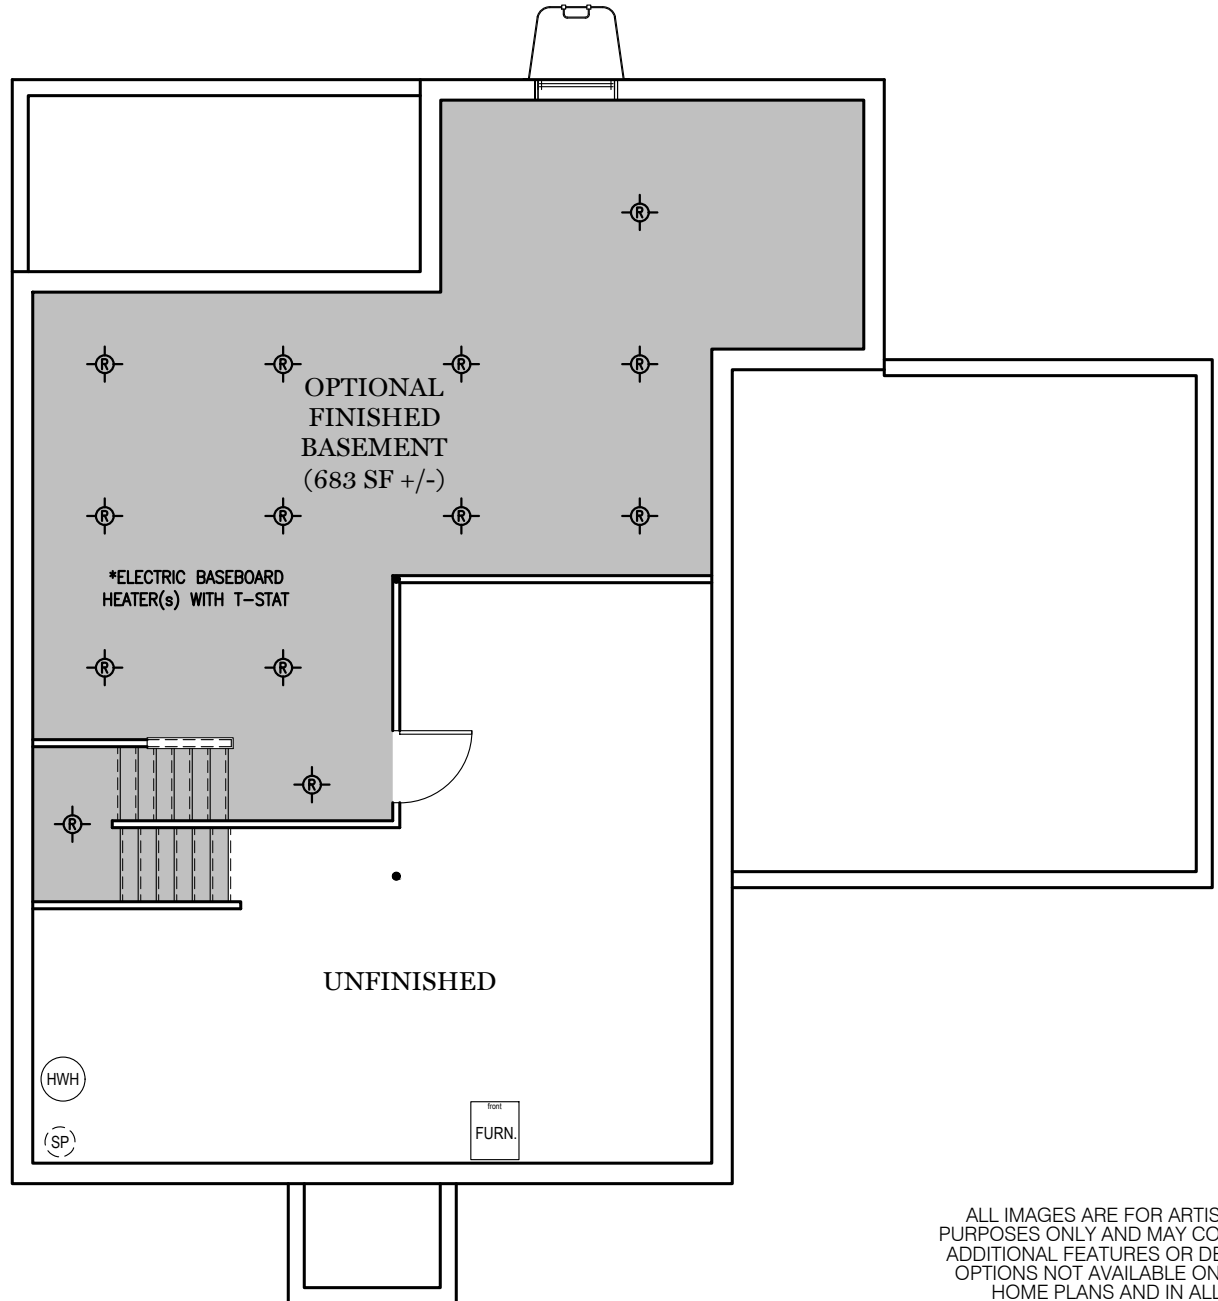 R
R
R
R
R
OPTIONAL
FINISHED
BASEMENT
(683 SF +/-)
R
R
R
R
*ELECTRIC BASEBOARD
HEATER(s) WITH T-STAT
R
R
R
R
UNFINISHED
HWH
front
FURN.
SP
ALL IMAGES ARE FOR ARTIS
PURPOSES ONLY AND MAY CO
ADDITIONAL FEATURES OR DE
OPTIONS NOT AVAILABLE ON
HOME PLANS AND IN ALL